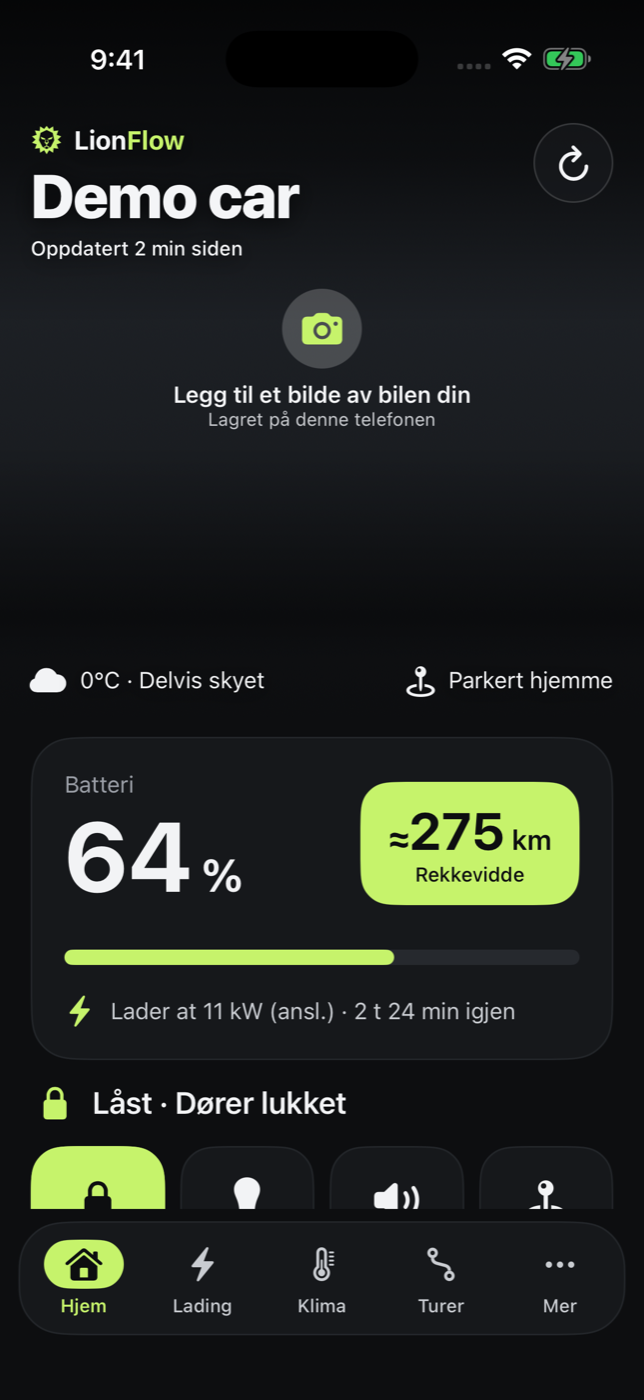 9:41
LionFlow
Demo car
Oppdatert 2 min siden
Legg til et bilde av bilen din
Lagret på denne telefonen
0°C · Delvis skyet
Parkert hjemme
Batteri
64 %
≈275 km
Rekkevidde
Lader at 11 kW (ansl.) · 2 t 24 min igjen
Låst · Dører lukket
Hjem
Lading
Klima
Turer
Mer